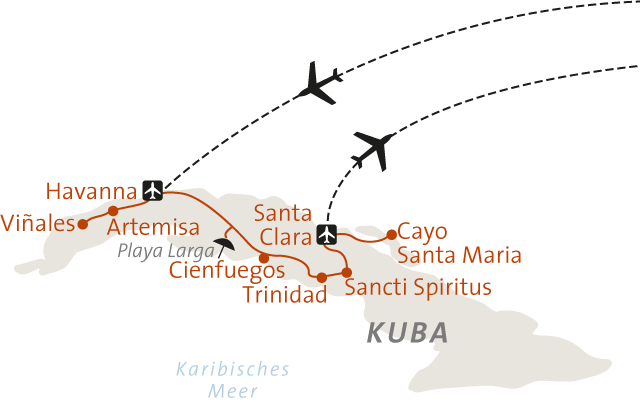 Havanna
Viñales
Artemisa
Playa Larga
Cienfuegos
Trinidad
Santa
Clara
Cayo
Santa Maria
Sancti Spiritus
KUBA
Karibisches
Meer